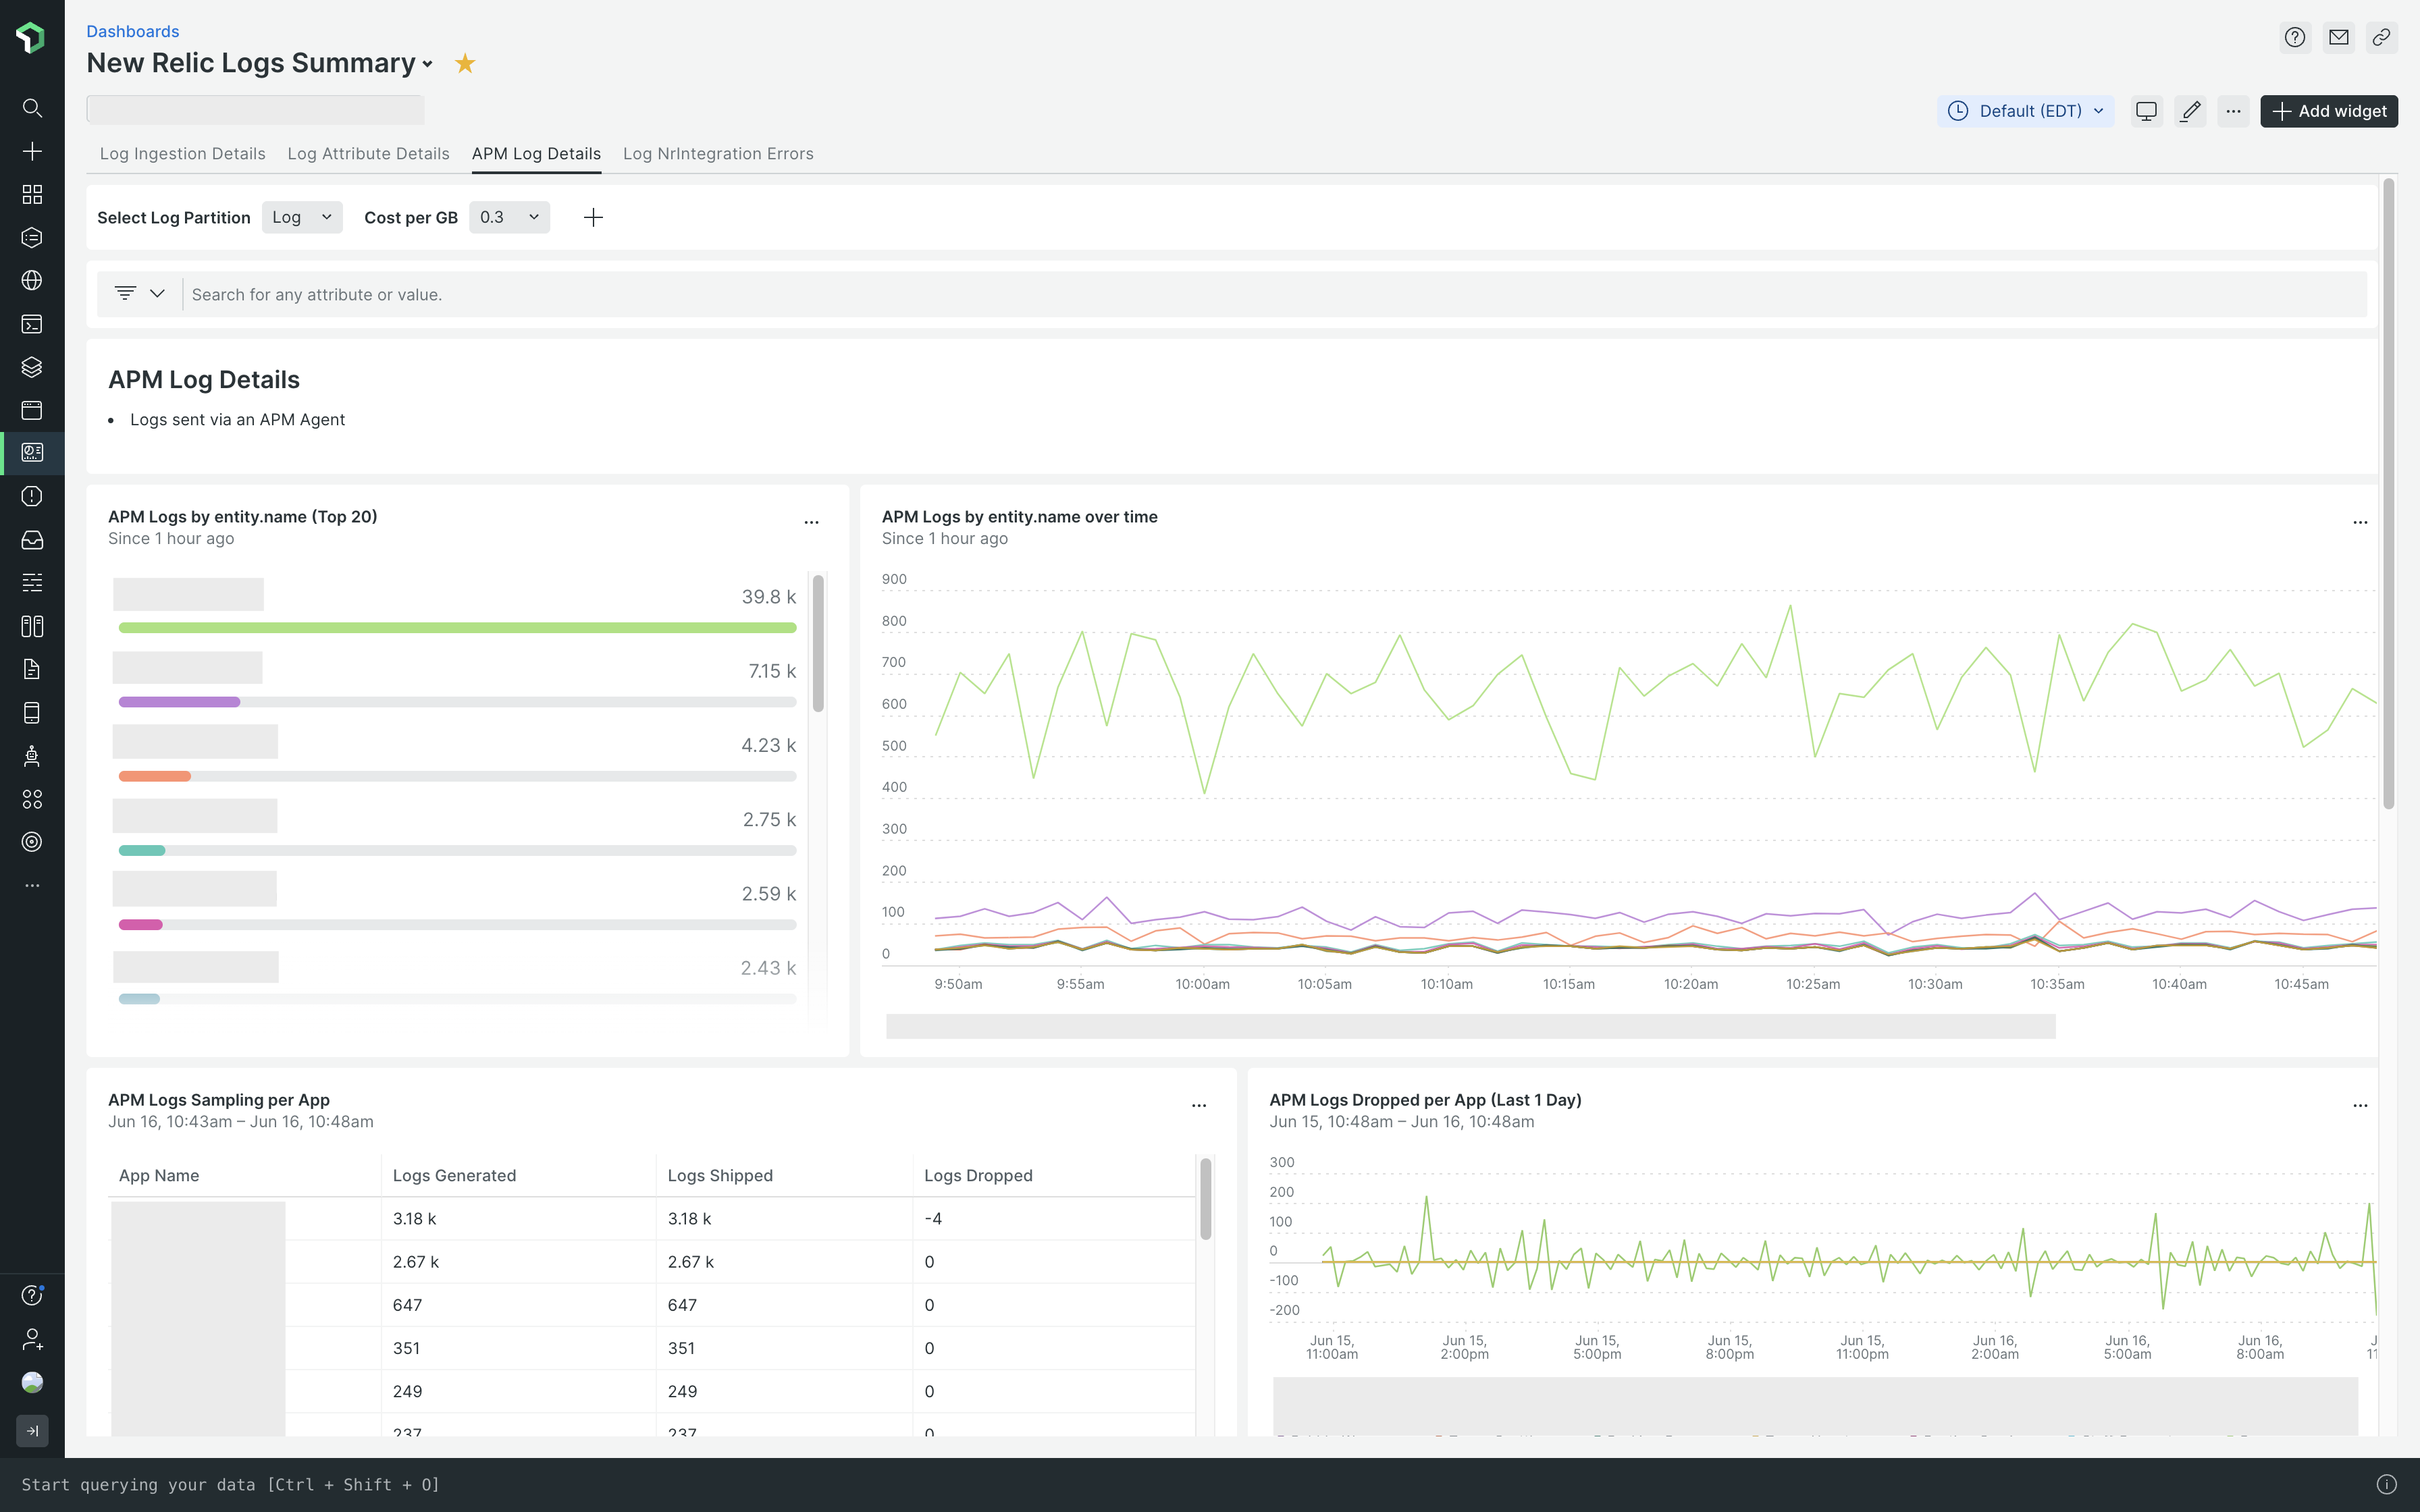 Dashboards
New Relic Logs Summary
Default (EDT)
Add widget
Log Ingestion Details
Log Attribute Details
APM Log Details
Log NrIntegration Errors
Select Log Partition
Log
Cost per GB
0.3
Search for any attribute or value.
APM Log Details
• Logs sent via an APM Agent
APM Logs by entity.name (Top 20)
Since 1 hour ago
39.8 k
7.15 k
4.23 k
2.75 k
2.59 k
2.43 k
APM Logs by entity.name over time
Since 1 hour ago
900
800
700
600
500
400
300
200
100
0
9:50am 9:55am 10:00am 10:05am 10:10am 10:15am 10:20am 10:25am 10:30am 10:35am 10:40am 10:45am
APM Logs Sampling per App
Jun 16, 10:43am – Jun 16, 10:48am
App Name Logs Generated Logs Shipped Logs Dropped
3.18 k 3.18 k -4
2.67 k 2.67 k 0
647 647 0
351 351 0
249 249 0
237 237 0
APM Logs Dropped per App (Last 1 Day)
Jun 15, 10:48am – Jun 16, 10:48am
300
200
100
0
-100
-200
Jun 15, Jun 15, Jun 15, Jun 15, Jun 15, Jun 16, Jun 16, Jun 16, J
11:00am 2:00pm 5:00pm 8:00pm 11:00pm 2:00am 5:00am 8:00am 11
Start querying your data [Ctrl + Shift + O]